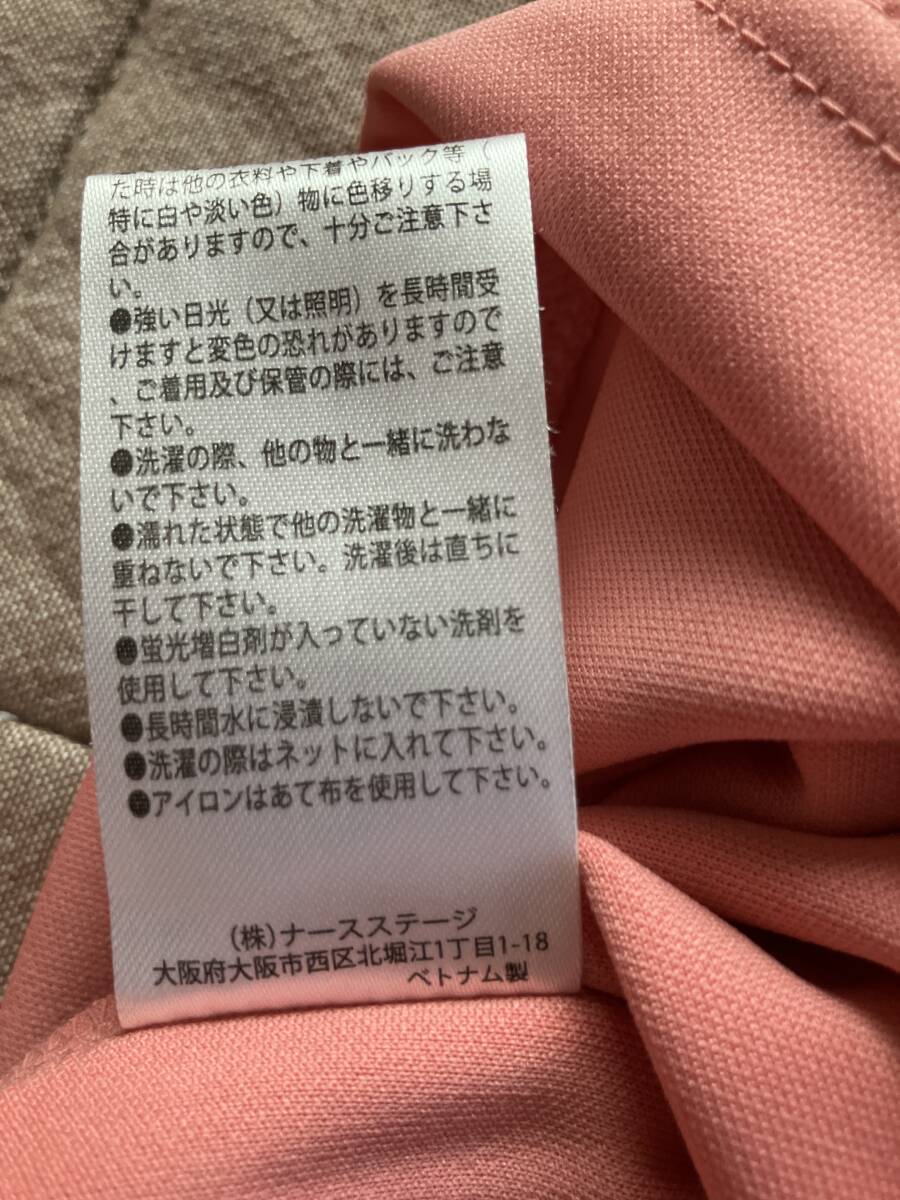 た時は他の衣料や下着やバック等（
特に白や淡い色）物に色移りする場
合がありますので、十分ご注意下さ
い。
●強い日光（又は照明）を長時間受
けますと変色の恐れがありますので
、ご着用及び保管の際には、ご注意
下さい。
●洗濯の際、他の物と一緒に洗わな
いで下さい。
●濡れた状態で他の洗濯物と一緒に
重ねないで下さい。洗濯後は直ちに
干して下さい。
●蛍光増白剤が入っていない洗剤を
使用して下さい。
●長時間水に浸漬しないで下さい。
●洗濯の際はネットに入れて下さい。
●アイロンはあて布を使用して下さい。
（株）ナースステージ
大阪府大阪市西区北堀江1丁目1-18
ベトナム製